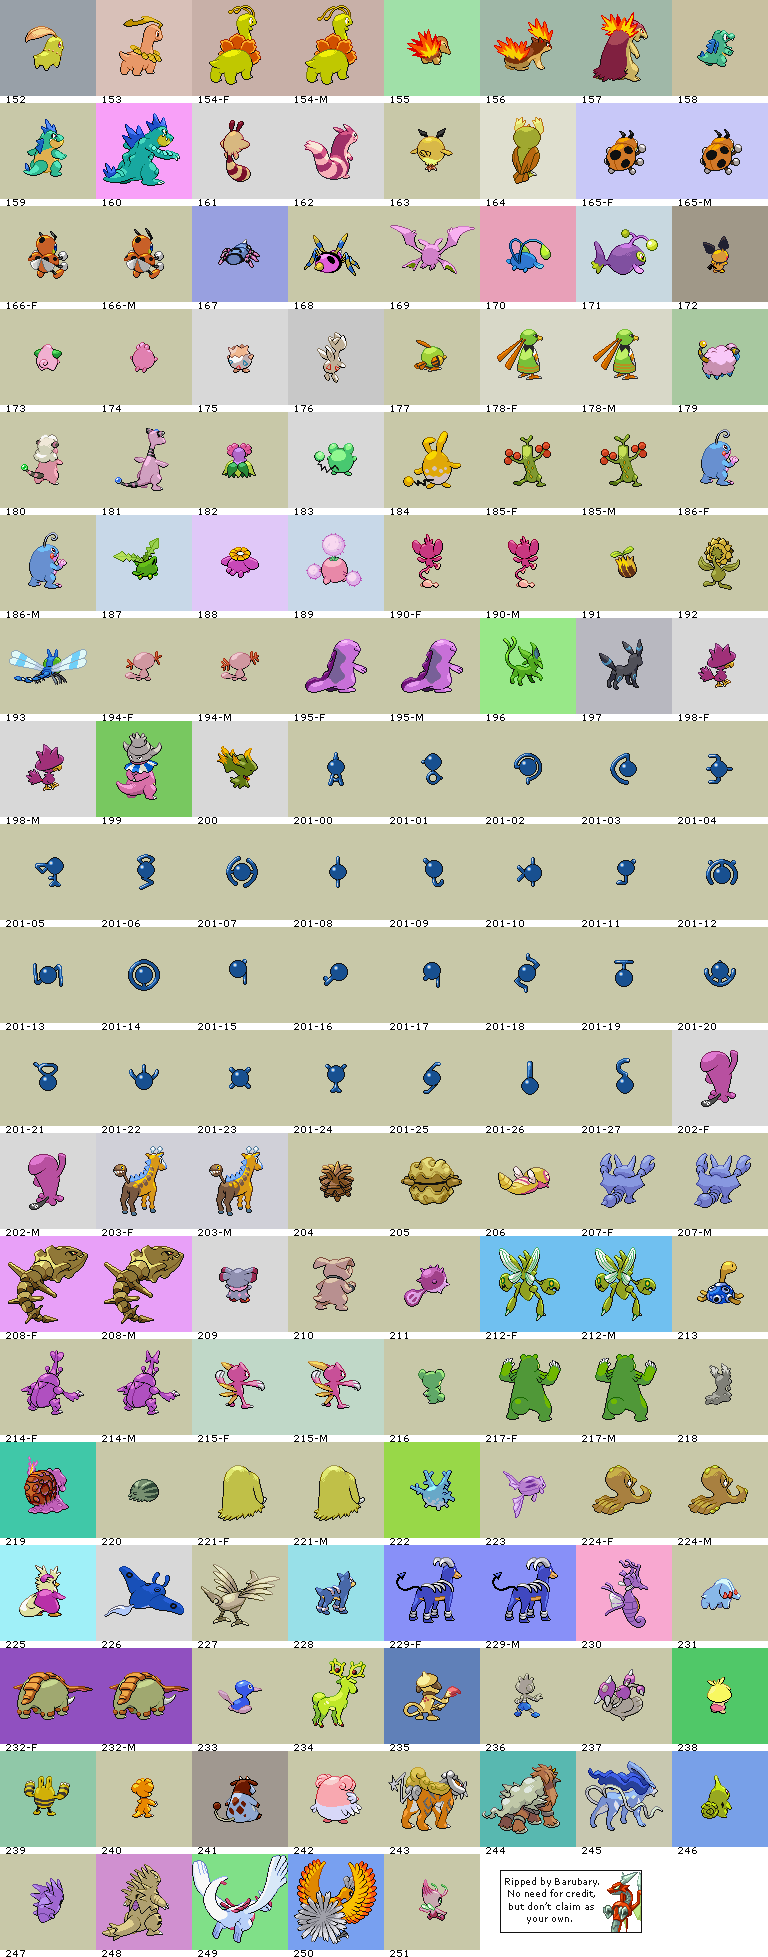 152 153 154-F 154-M 155 156 157 158
159 160 161 162 163 164 165-F 165-M
166-F 166-M 167 168 169 170 171 172
173 174 175 176 177 178-F 178-M 179
180 181 182 183 184 185-F 185-M 186-F
186-M 187 188 189 190-F 190-M 191 192
193 194-F 194-M 195-F 195-M 196 197 198-F
198-M 199 200 201-00 201-01 201-02 201-03 201-04
201-05 201-06 201-07 201-08 201-09 201-10 201-11 201-12
201-13 201-14 201-15 201-16 201-17 201-18 201-19 201-20
201-21 201-22 201-23 201-24 201-25 201-26 201-27 202-F
202-M 203-F 203-M 204 205 206 207-F 207-M
208-F 208-M 209 210 211 212-F 212-M 213
214-F 214-M 215-F 215-M 216 217-F 217-M 218
219 220 221-F 221-M 222 223 224-F 224-M
225 226 227 228 229-F 229-M 230 231
232-F 232-M 233 234 235 236 237 238
239 240 241 242 243 244 245 246
247 248 249 250 251
Ripped by Barubary.
No need for credit,
but don't claim as
your own.